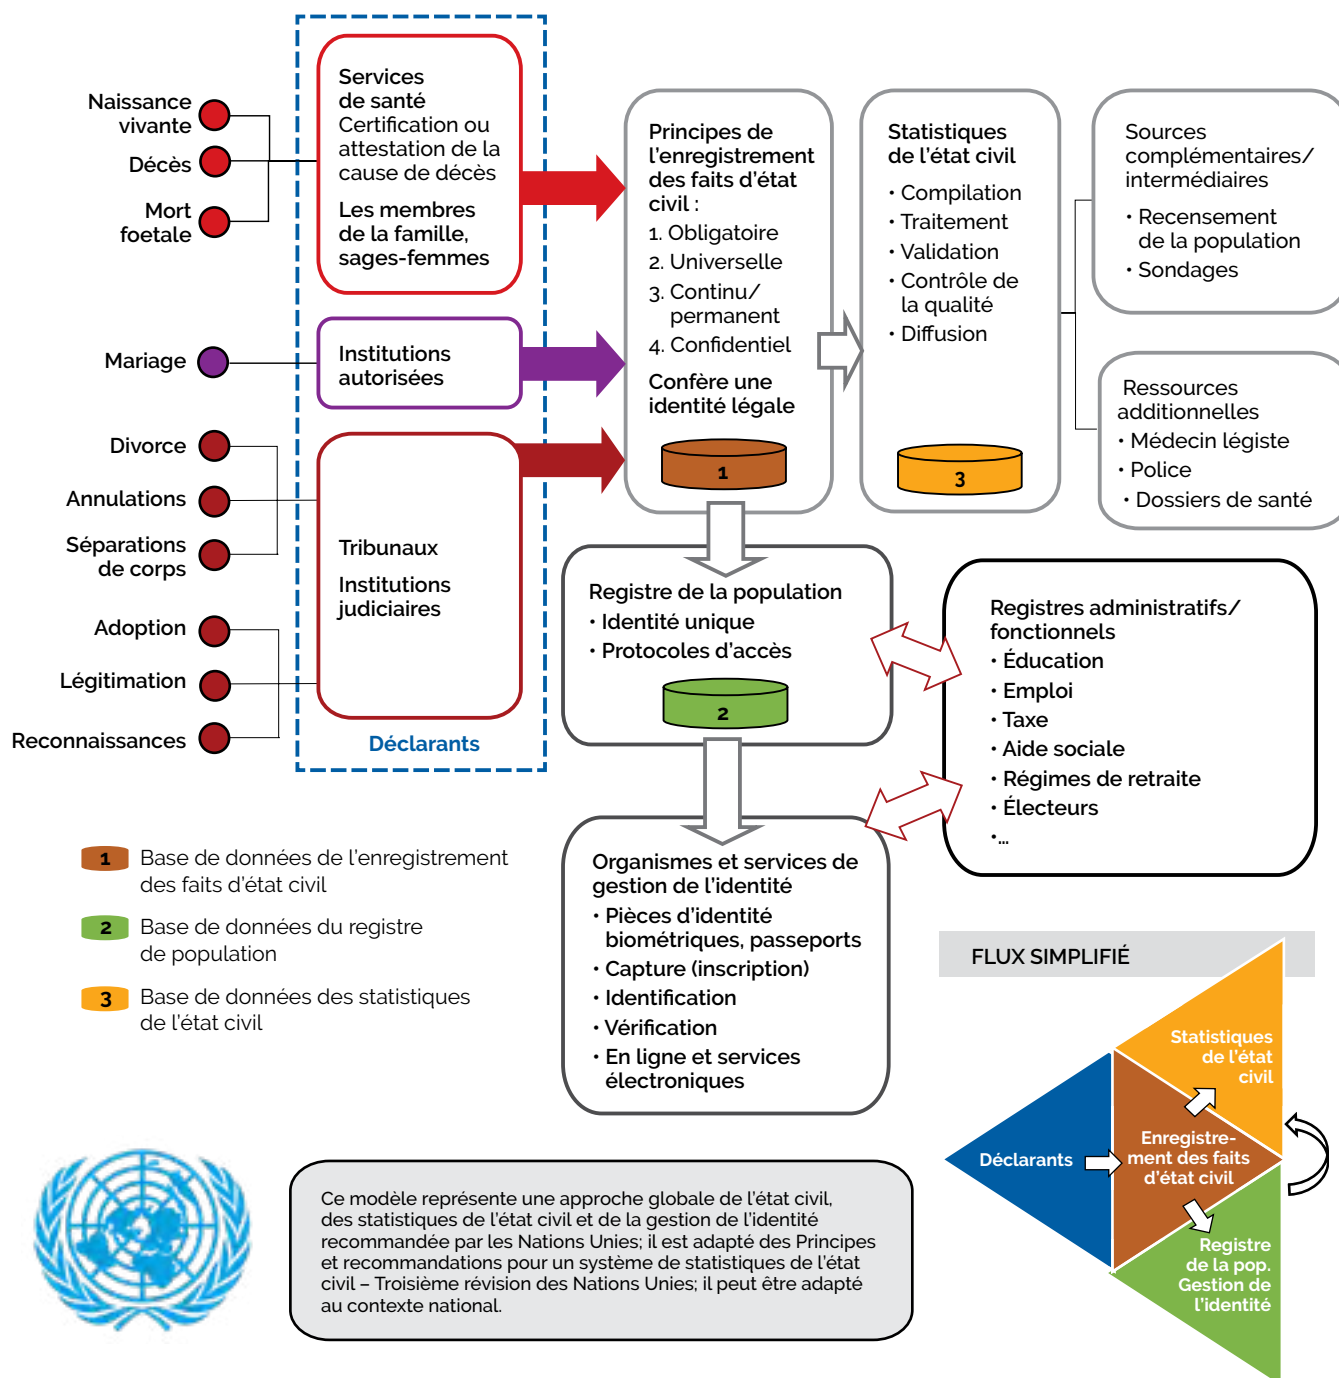 Naissance
vivante
Décès
Mort
foetale
Mariage
Divorce
Annulations
Séparations
de corps
Adoption
Légitimation
Reconnaissances
Services
de santé
Certification ou
attestation de la
cause de décès
Les membres
de la famille,
sages-femmes
Institutions
autorisées
Tribunaux
Institutions
judiciaires
Déclarants
Principes de
l'enregistrement
des faits d'état
civil :
1. Obligatoire
2. Universelle
3. Continu/
permanent
4. Confidentiel
Confère une
identité légale
1
Statistiques
de l'état civil
• Compilation
• Traitement
• Validation
• Contrôle de
la qualité
• Diffusion
3
Sources
complémentaires/
intermédiaires
• Recensement
de la population
• Sondages
Ressources
additionnelles
• Médecin légiste
• Police
• Dossiers de santé
Registre de la population
• Identité unique
• Protocoles d'accès
2
Registres administratifs/
fonctionnels
• Éducation
• Emploi
• Taxe
• Aide sociale
• Régimes de retraite
• Électeurs
•...
Organismes et services de
gestion de l'identité
• Pièces d'identité
biométriques, passeports
• Capture (inscription)
• Identification
• Vérification
• En ligne et services
électroniques
1 Base de données de l'enregistrement
des faits d'état civil
2 Base de données du registre
de population
3 Base de données des statistiques
de l'état civil
FLUX SIMPLIFIÉ
Statistiques
de l'état
civil
Déclarants
Enregistre-
ment des faits
d'état civil
Registre
de la pop.
Gestion de
l'identité
Ce modèle représente une approche globale de l'état civil,
des statistiques de l'état civil et de la gestion de l'identité
recommandée par les Nations Unies; il est adapté des Principes
et recommandations pour un système de statistiques de l'état
civil – Troisième révision des Nations Unies; il peut être adapté
au contexte national.